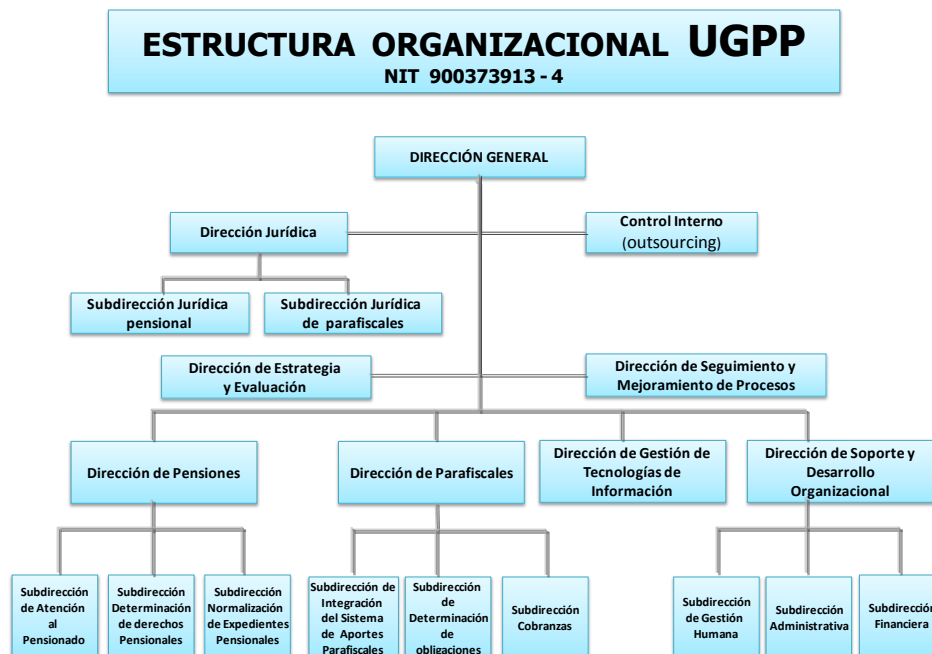 ESTRUCTURA ORGANIZACIONAL UGPP
NIT 900373913 - 4
DIRECCIÓN GENERAL
Dirección Jurídica
Control Interno
(outsourcing)
Subdirección Jurídica
pensional
Subdirección Jurídica
de parafiscales
Dirección de Estrategia
y Evaluación
Dirección de Seguimiento y
Mejoramiento de Procesos
Dirección de Pensiones
Dirección de Parafiscales
Dirección de Gestión de
Tecnologías de
Información
Dirección de Soporte y
Desarrollo
Organizacional
Subdirección
de Atención
al
Pensionado
Subdirección
Determinación
de derechos
Pensionales
Subdirección
Normalización
de Expedientes
Pensionales
Subdirección de
Integración
del Sistema
de Aportes
Parafiscales
Subdirección
de
Determinación
de
obligaciones
Subdirección
Cobranzas
Subdirección
de Gestión
Humana
Subdirección
Administrativa
Subdirección
Financiera